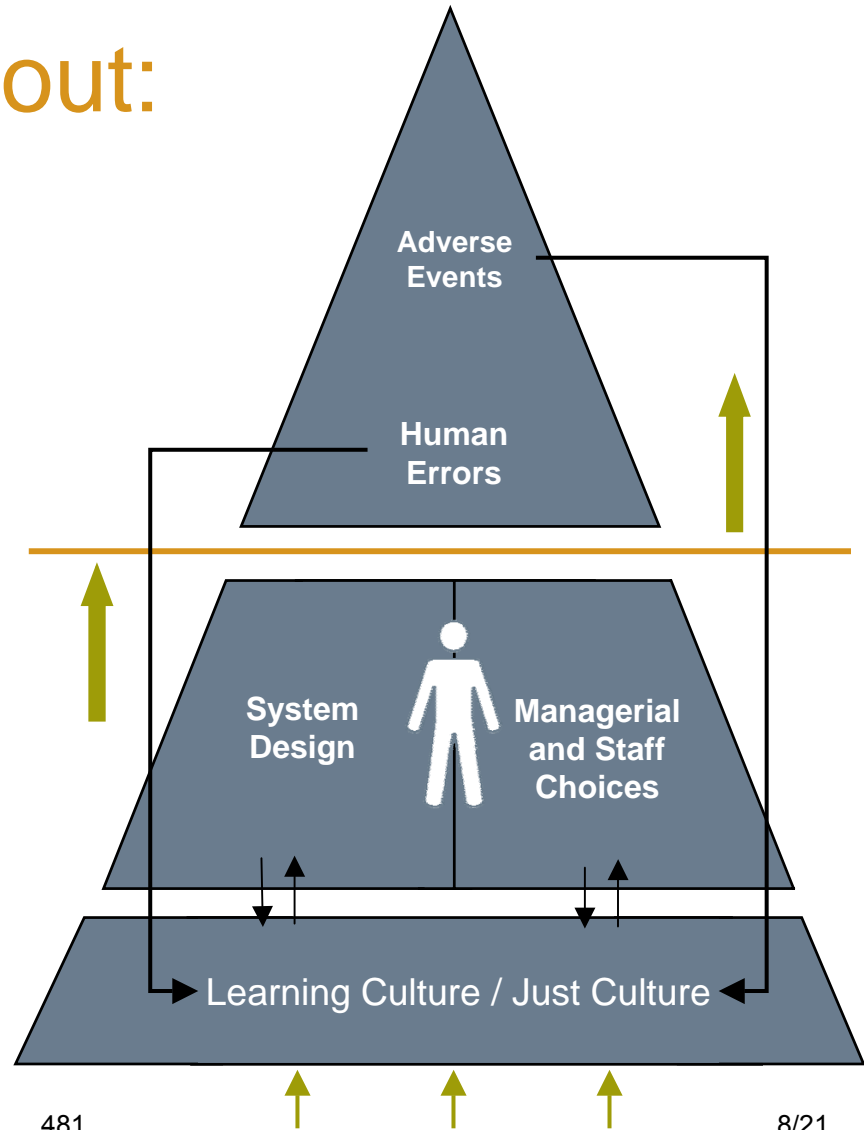 out:
Adverse
Events
Human
Errors
System
Design
Managerial
and Staff
Choices
Learning Culture / Just Culture
481
8/21